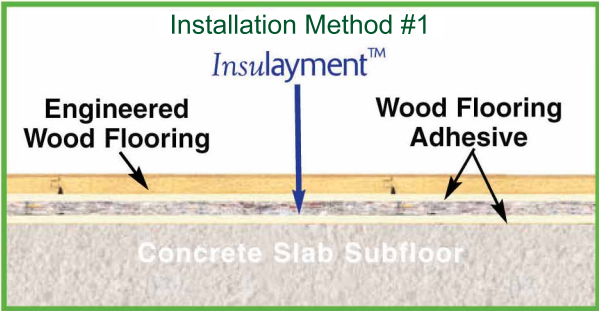 Installation Method #1
Insulayment™
Engineered
Wood Flooring
Wood Flooring
Adhesive
Concrete Slab Subfloor